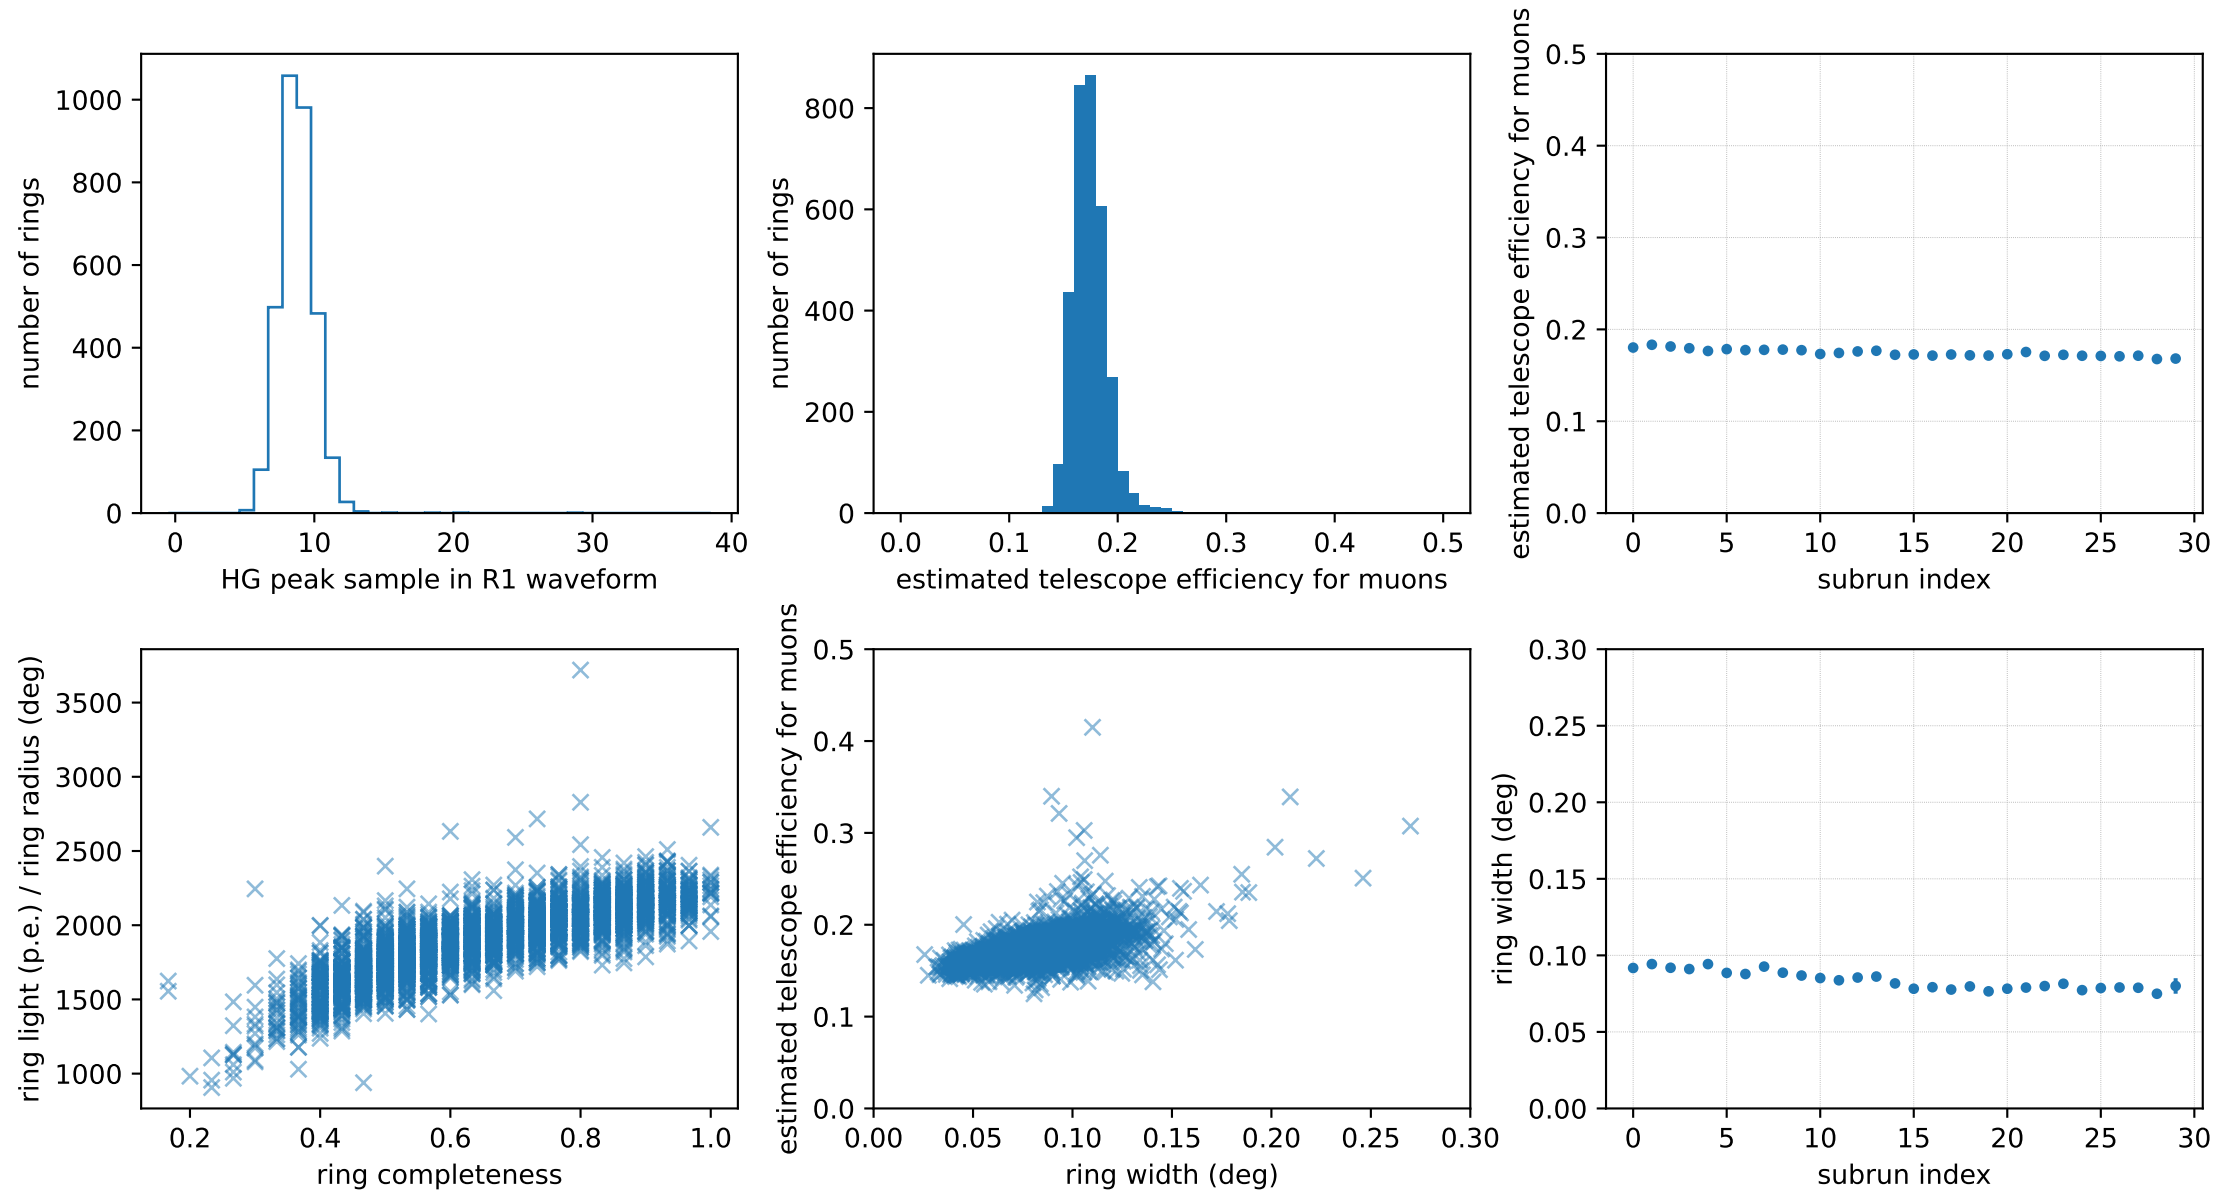 number of rings
1000
800
600
400
200
0
0 10 20 30 40
HG peak sample in R1 waveform
number of rings
800
600
400
200
0
0.0 0.1 0.2 0.3 0.4 0.5
estimated telescope efficiency for muons
estimated telescope efficiency for muons
0.5
0.4
0.3
0.2
0.1
0.0
0 5 10 15 20 25 30
subrun index
ring light (p.e.) / ring radius (deg)
3500
3000
2500
2000
1500
1000
0.2 0.4 0.6 0.8 1.0
ring completeness
estimated telescope efficiency for muons
0.5
0.4
0.3
0.2
0.1
0.0
0.00 0.05 0.10 0.15 0.20 0.25 0.30
ring width (deg)
ring width (deg)
0.30
0.25
0.20
0.15
0.10
0.05
0.00
0 5 10 15 20 25 30
subrun index